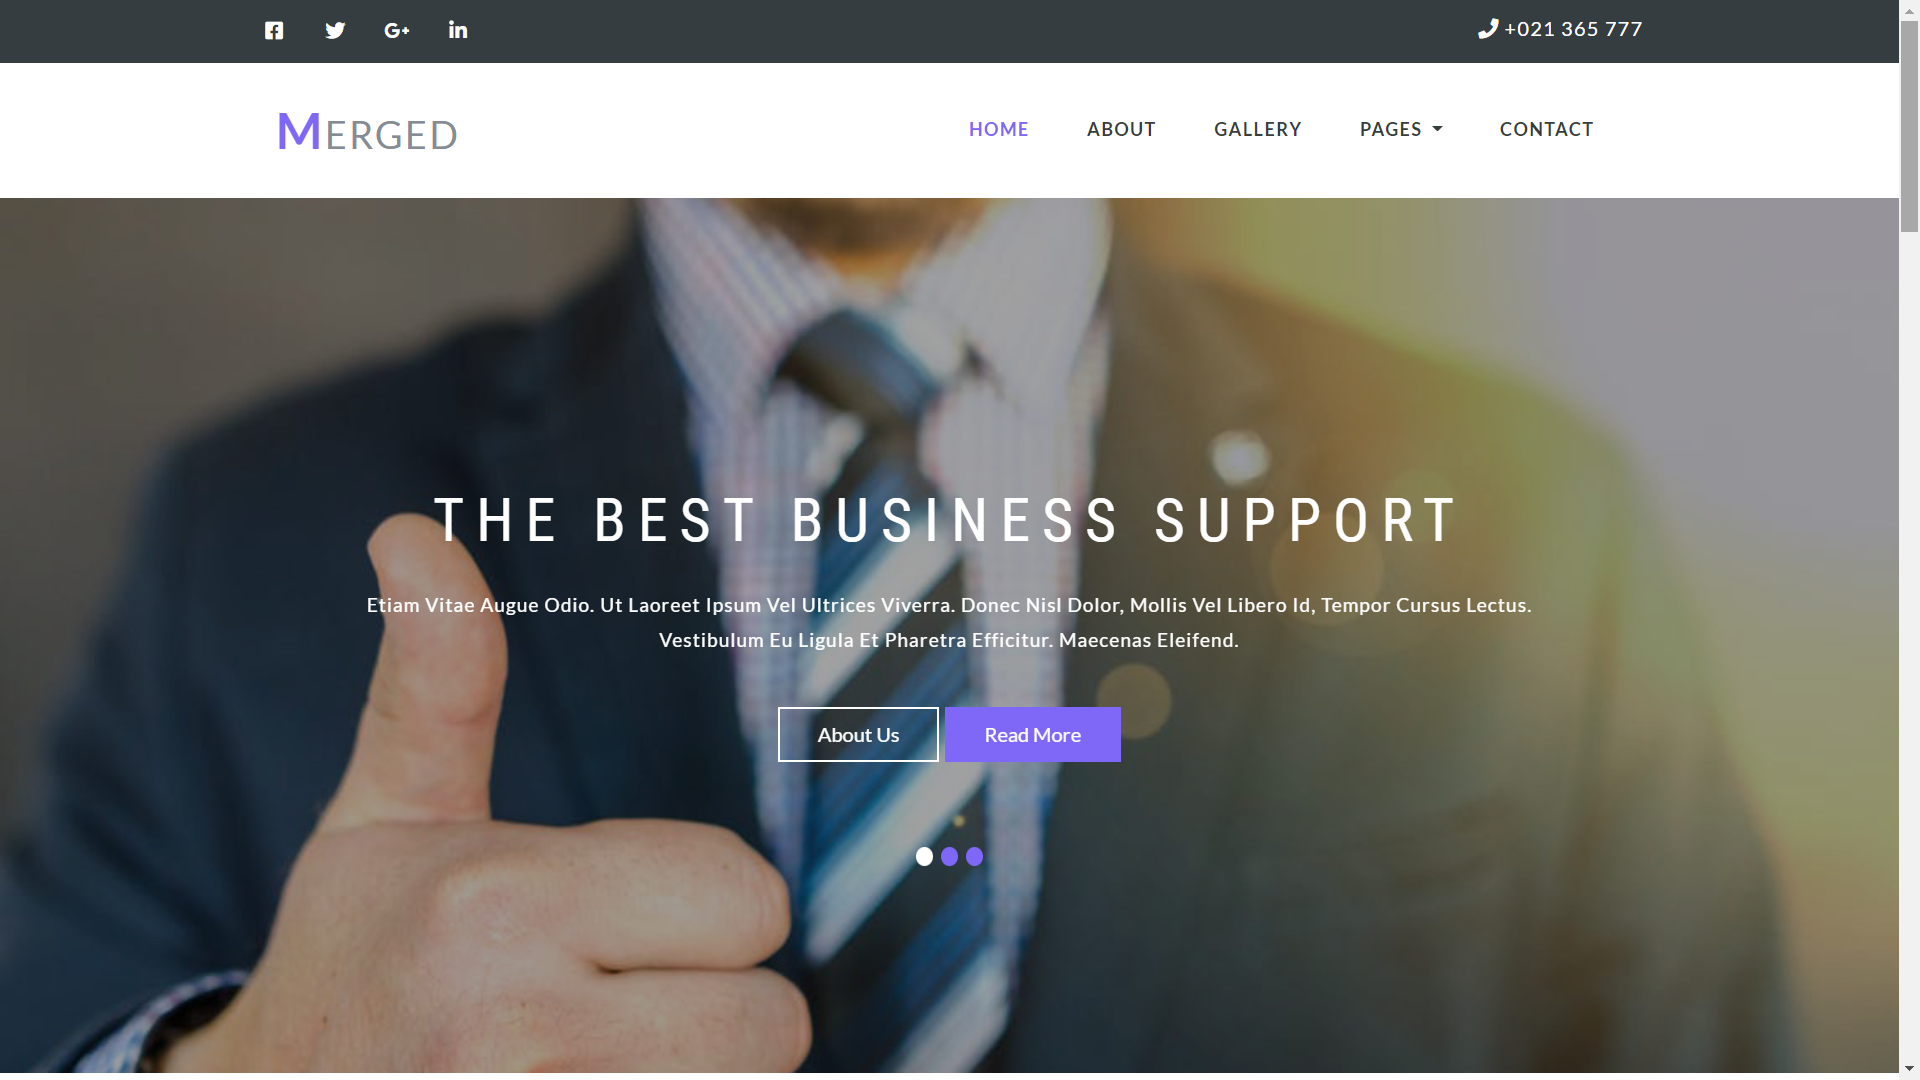 +021 365 777
MERGED
HOME ABOUT GALLERY PAGES CONTACT
THE BEST BUSINESS SUPPORT
Etiam Vitae Augue Odio. Ut Laoreet Ipsum Vel Ultrices Viverra. Donec Nisl Dolor, Mollis Vel Libero Id, Tempor Cursus Lectus.
Vestibulum Eu Ligula Et Pharetra Efficitur. Maecenas Eleifend.
About Us Read More